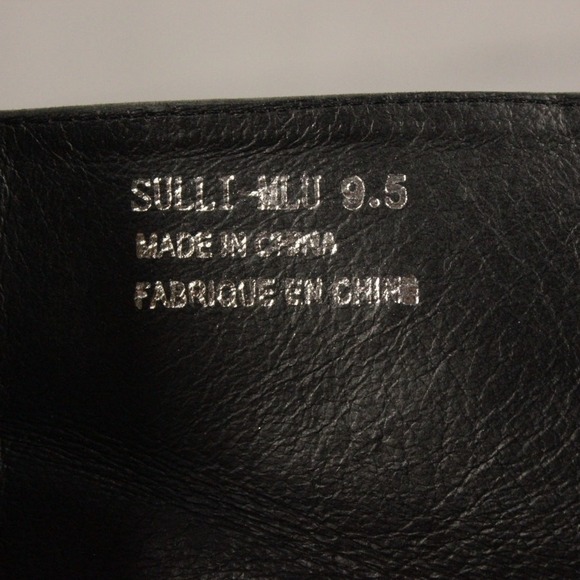 SULLI-MLU 9.5
MADE IN CHINA
FABRIQUE EN CHINE